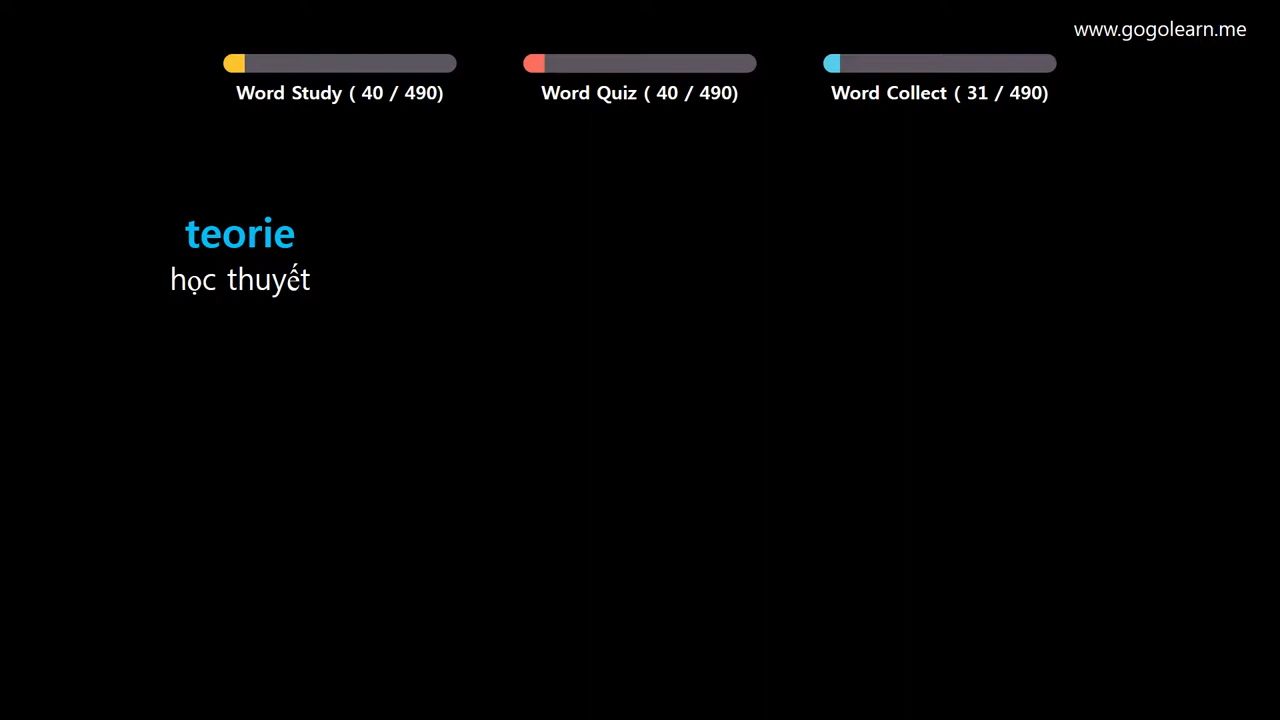 www.gogolearn.me
Word Study ( 40 / 490)
Word Quiz ( 40 / 490)
Word Collect ( 31 / 490)
teorie
học thuyết